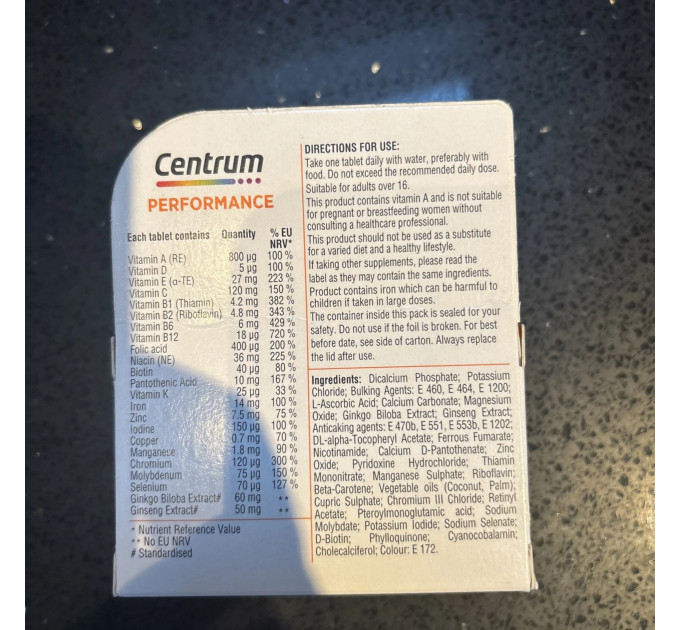 Centrum
PERFORMANCE
Each tablet contains Quantity % EU NRV*
Vitamin A (RE) 800 µg 100 %
Vitamin D 5 µg 100 %
Vitamin E (α-TE) 27 mg 223 %
Vitamin C 120 mg 150 %
Vitamin B1 (Thiamin) 4.2 mg 382 %
Vitamin B2 (Riboflavin) 4.8 mg 343 %
Vitamin B6 6 mg 429 %
Vitamin B12 18 µg 720 %
Folic acid 400 µg 200 %
Niacin (NE) 36 mg 225 %
Biotin 40 µg 80 %
Pantothenic Acid 10 mg 167 %
Vitamin K 25 µg 33 %
Iron 14 mg 100 %
Zinc 7.5 mg 75 %
Iodine 150 µg 100 %
Copper 0.7 mg 70 %
Manganese 1.8 mg 90 %
Chromium 120 µg 300 %
Molybdenum 75 µg 150 %
Selenium 70 µg 127 %
Ginkgo Biloba Extract# 60 mg **
Ginseng Extract# 50 mg **
* Nutrient Reference Value
** No EU NRV
# Standardised
DIRECTIONS FOR USE:
Take one tablet daily with water, preferably with
food. Do not exceed the recommended daily dose.
Suitable for adults over 16.
This product contains vitamin A and is not suitable
for pregnant or breastfeeding women without
consulting a healthcare professional.
This product should not be used as a substitute
for a varied diet and a healthy lifestyle.
If taking other supplements, please read the
label as they may contain the same ingredients.
Product contains iron which can be harmful to
children if taken in large doses.
The container inside this pack is sealed for your
safety. Do not use if the foil is broken. For best
before date, see side of carton. Always replace
the lid after use.
Ingredients: Dicalcium Phosphate; Potassium
Chloride; Bulking Agents: E 460, E 464, E 1200;
L-Ascorbic Acid; Calcium Carbonate; Magnesium
Oxide; Ginkgo Biloba Extract; Ginseng Extract;
Anticaking agents: E 470b, E 551, E 553b, E 1202;
DL-alpha-Tocopheryl Acetate; Ferrous Fumarate;
Nicotinamide; Calcium D-Pantothenate; Zinc
Oxide; Pyridoxine Hydrochloride; Thiamin
Mononitrate; Manganese Sulphate; Riboflavin;
Beta-Carotene; Vegetable oils (Coconut, Palm);
Cupric Sulphate; Chromium III Chloride; Retinyl
Acetate; Pteroylmonoglutamic acid; Sodium
Molybdate; Potassium Iodide; Sodium Selenate;
D-Biotin; Phylloquinone; Cyanocobalamin;
Cholecalciferol; Colour: E 172.